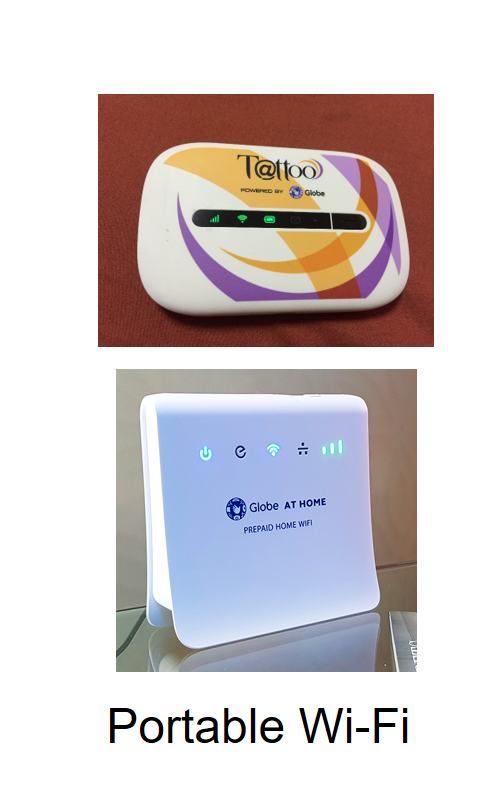 T@ttoo
POWERED BY Globe
Globe AT HOME
PREPAID HOME WIFI
Portable Wi-Fi